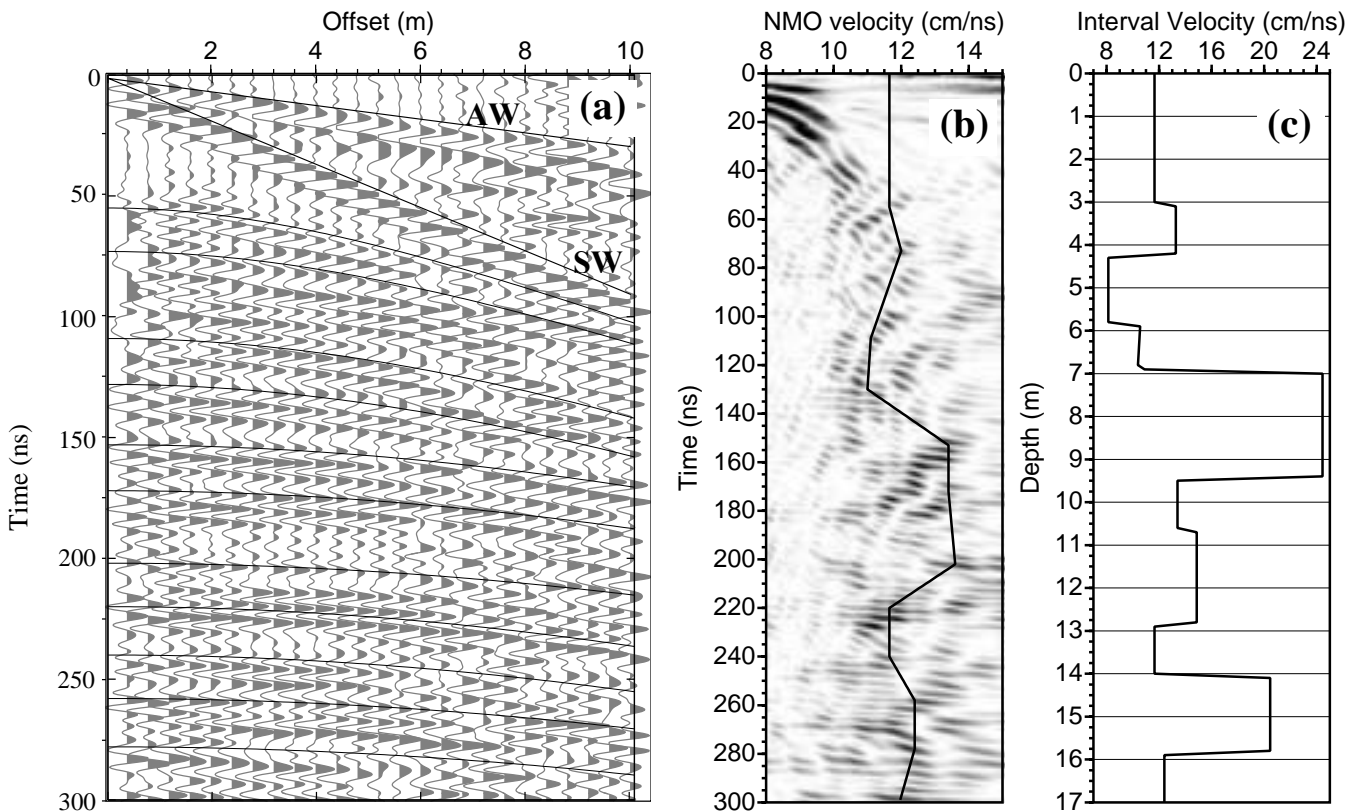 Offset (m)
2 4 6 8 10
0
50
100
150
200
250
300
Time (ns)
AW
SW
(a)
NMO velocity (cm/ns)
8 10 12 14
0
20
40
60
80
100
120
140
160
180
200
220
240
260
280
300
Time (ns)
(b)
Interval Velocity (cm/ns)
8 12 16 20 24
0
1
2
3
4
5
6
7
8
9
10
11
12
13
14
15
16
17
Depth (m)
(c)